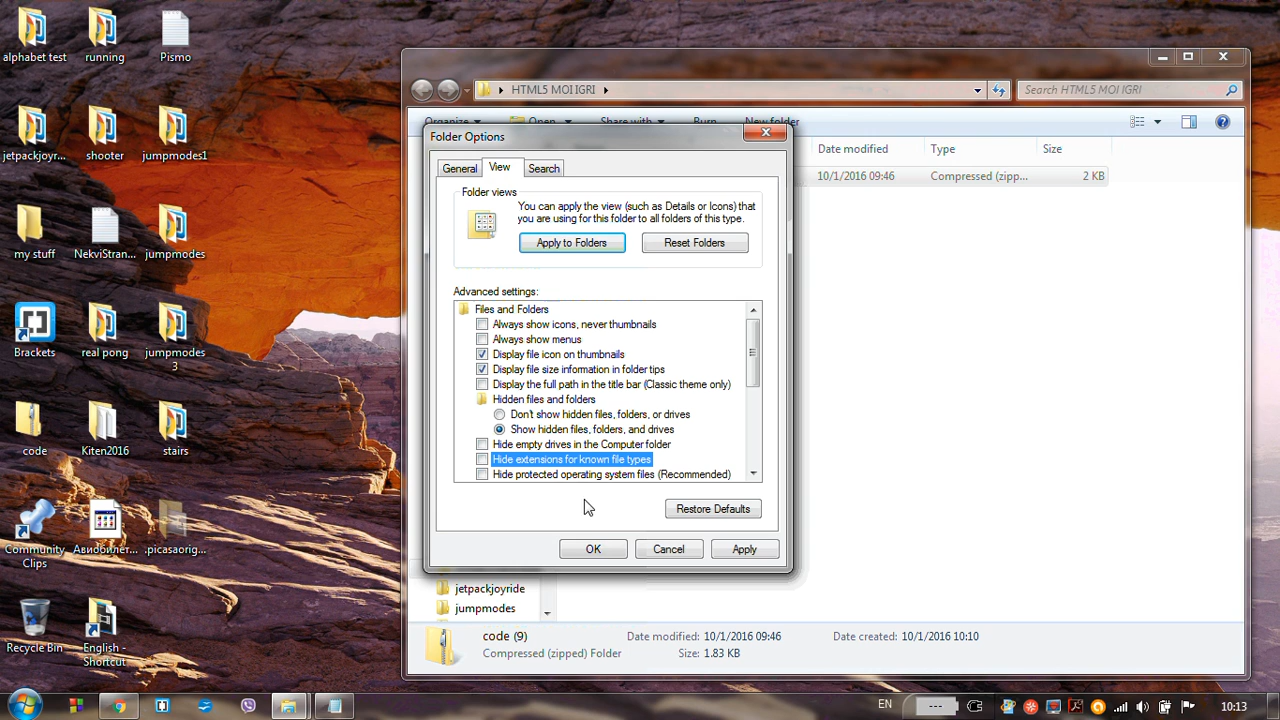 alphabet test
running
Pismo
jetpackjoyr...
shooter
jumpmodes1
my stuff
NekviStran...
jumpmodes
Brackets
real pong
jumpmodes
3
code
Kiten2016
stairs
Community
Clips
Авиобилет...
.picasaorig...
Recycle Bin
English -
Shortcut
HTML5 MOI IGRI
Search HTML5 MOI IGRI
Organize
Open
Share with
Burn
New folder
Date modified
Type
Size
10/1/2016 09:46
Compressed (zipp...
2 KB
Folder Options
General
View
Search
Folder views
You can apply the view (such as Details or Icons) that
you are using for this folder to all folders of this type.
Apply to Folders
Reset Folders
Advanced settings:
Files and Folders
Always show icons, never thumbnails
Always show menus
Display file icon on thumbnails
Display file size information in folder tips
Display the full path in the title bar (Classic theme only)
Hidden files and folders
Don't show hidden files, folders, or drives
Show hidden files, folders, and drives
Hide empty drives in the Computer folder
Hide extensions for known file types
Hide protected operating system files (Recommended)
Restore Defaults
OK
Cancel
Apply
jetpackjoyride
jumpmodes
code (9)
Date modified: 10/1/2016 09:46
Date created: 10/1/2016 10:10
Compressed (zipped) Folder
Size: 1.83 KB
EN
---
10:13